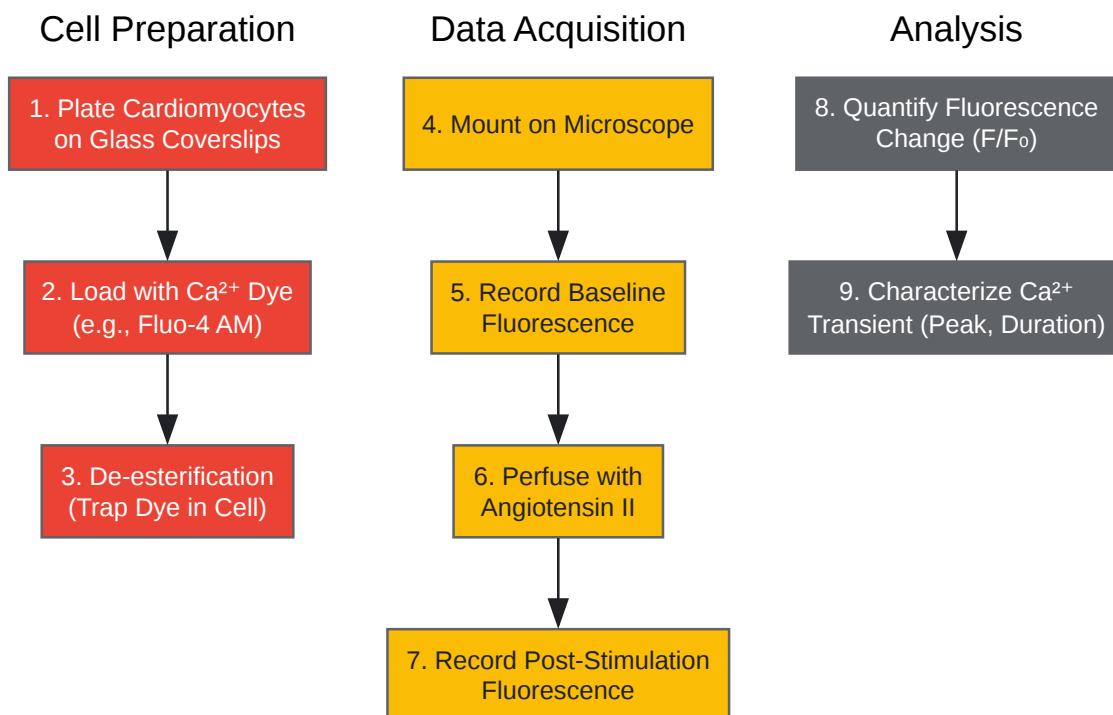 Cell Preparation
1. Plate Cardiomyocytes
on Glass Coverslips
2. Load with Ca²⁺ Dye
(e.g., Fluo-4 AM)
3. De-esterification
(Trap Dye in Cell)
Data Acquisition
4. Mount on Microscope
5. Record Baseline
Fluorescence
6. Perfuse with
Angiotensin II
7. Record Post-Stimulation
Fluorescence
Analysis
8. Quantify Fluorescence
Change (F/F₀)
9. Characterize Ca²⁺
Transient (Peak, Duration)